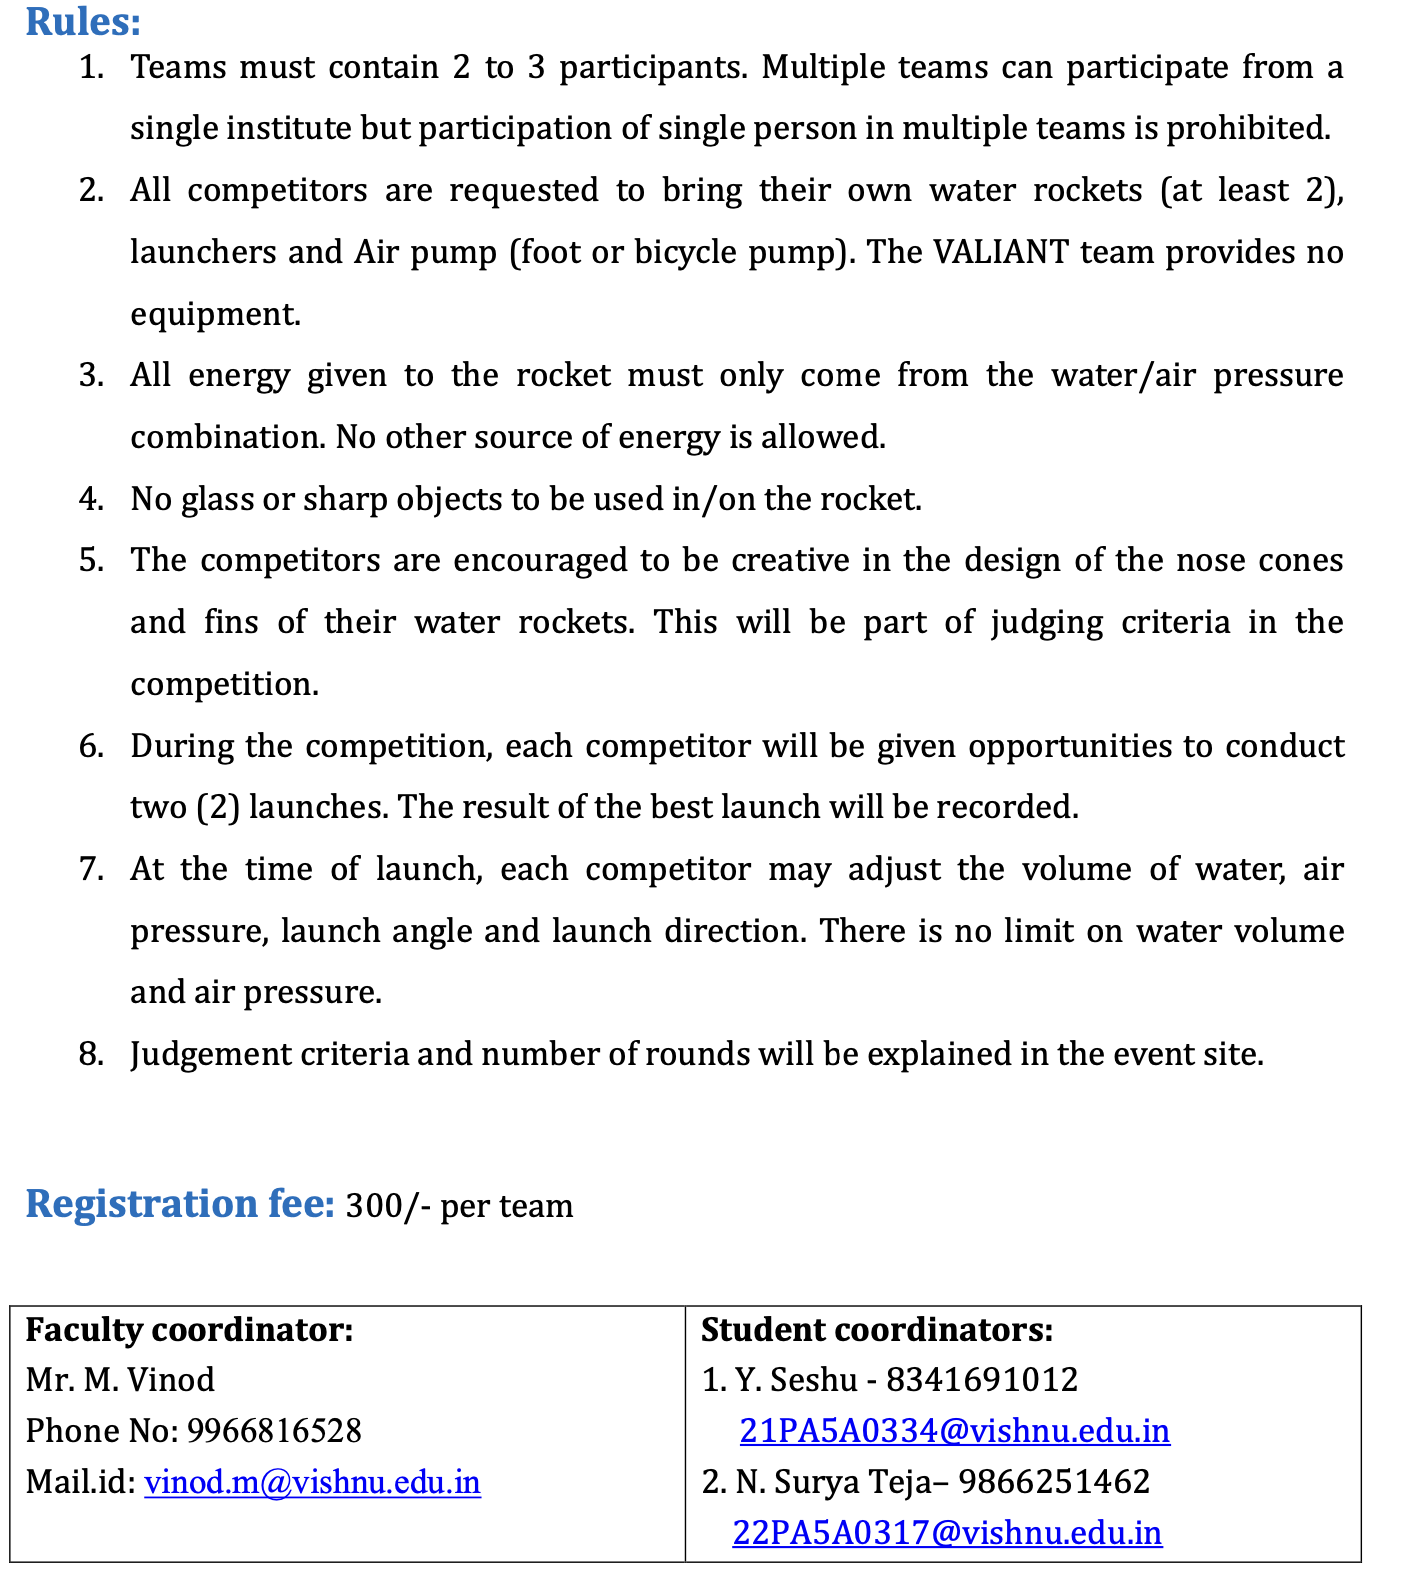 Rules:
1. Teams must contain 2 to 3 participants. Multiple teams can participate from a
single institute but participation of single person in multiple teams is prohibited.
2. All competitors are requested to bring their own water rockets (at least 2),
launchers and Air pump (foot or bicycle pump). The VALIANT team provides no
equipment.
3. All energy given to the rocket must only come from the water/air pressure
combination. No other source of energy is allowed.
4. No glass or sharp objects to be used in/on the rocket.
5. The competitors are encouraged to be creative in the design of the nose cones
and fins of their water rockets. This will be part of judging criteria in the
competition.
6. During the competition, each competitor will be given opportunities to conduct
two (2) launches. The result of the best launch will be recorded.
7. At the time of launch, each competitor may adjust the volume of water, air
pressure, launch angle and launch direction. There is no limit on water volume
and air pressure.
8. Judgement criteria and number of rounds will be explained in the event site.
Registration fee: 300/- per team
Faculty coordinator:
Mr. M. Vinod
Phone No: 9966816528
Mail.id: vinod.m@vishnu.edu.in
Student coordinators:
1. Y. Seshu - 8341691012
21PA5A0334@vishnu.edu.in
2. N. Surya Teja– 9866251462
22PA5A0317@vishnu.edu.in